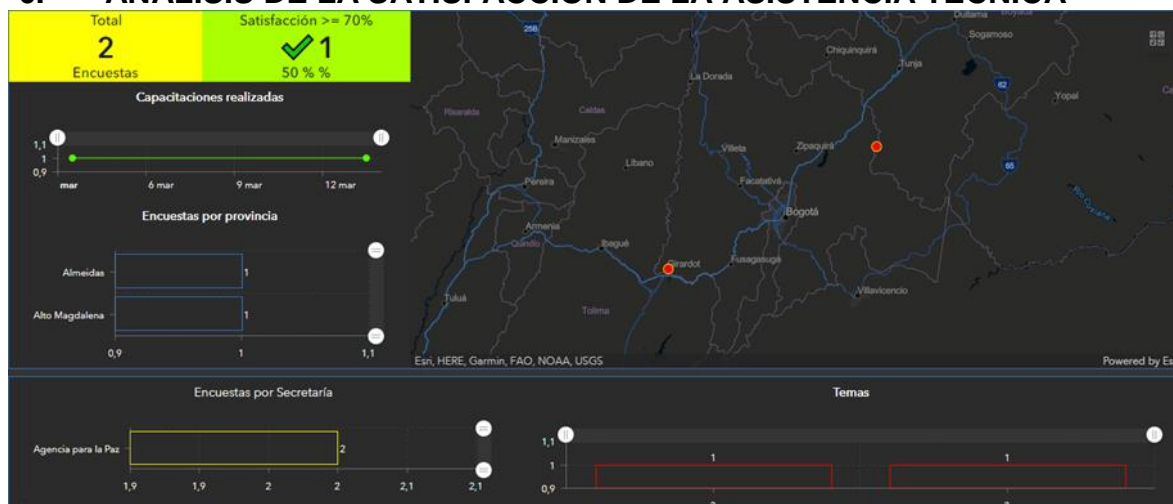 ANÁLISIS DE LA SATISFACCIÓN DE LA ASISTENCIA TÉCNICA
Total
2
Encuestas
Satisfacción >= 70%
1
50 % %
Capacitaciones realizadas
1,1
1
0,9
mar
6 mar
9 mar
12 mar
Encuestas por provincia
Almeidas
1
Alto Magdalena
1
0,9
1
1,1
25B
Duitama
Sogamoso
Chiquinquirá
Tunja
La Dorada
62
Yopal
Risaralda
Caldas
Manizales
Villeta
Zipaquirá
Líbano
65
Pereira
Facatativá
Río Cusiana
Bogotá
Armenia
Quindío
Ibagué
Girardot
Fusagasugá
Villavicencio
Tuluá
Tolima
Esri, HERE, Garmin, FAO, NOAA, USGS
Powered by Es
Encuestas por Secretaría
Agencia para la Paz
2
1,9
1,9
2
2
2,1
2,1
Temas
1,1
1
0,9
1
1